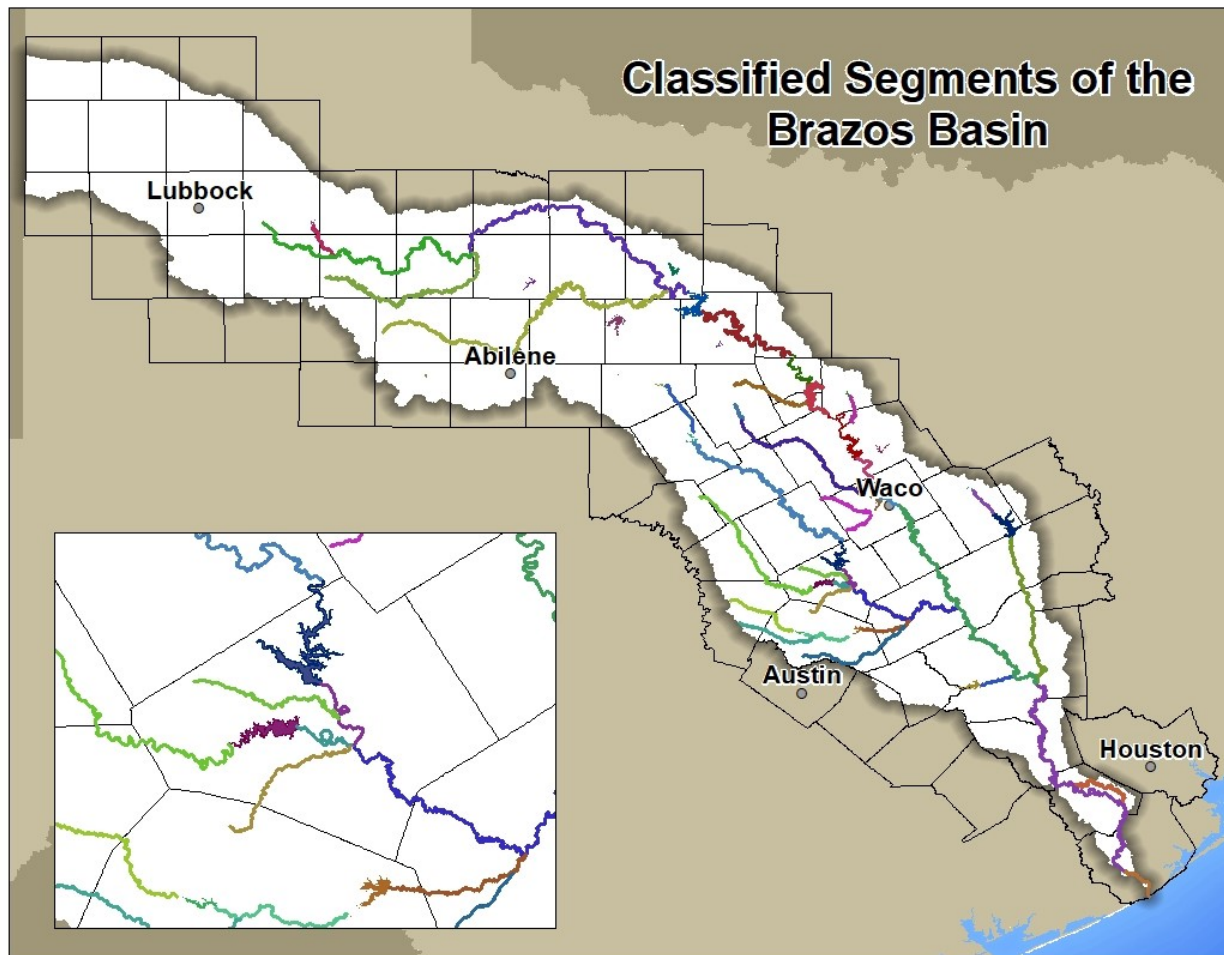 Classified Segments of the
Brazos Basin
Lubbock
Abilene
Waco
Austin
Houston